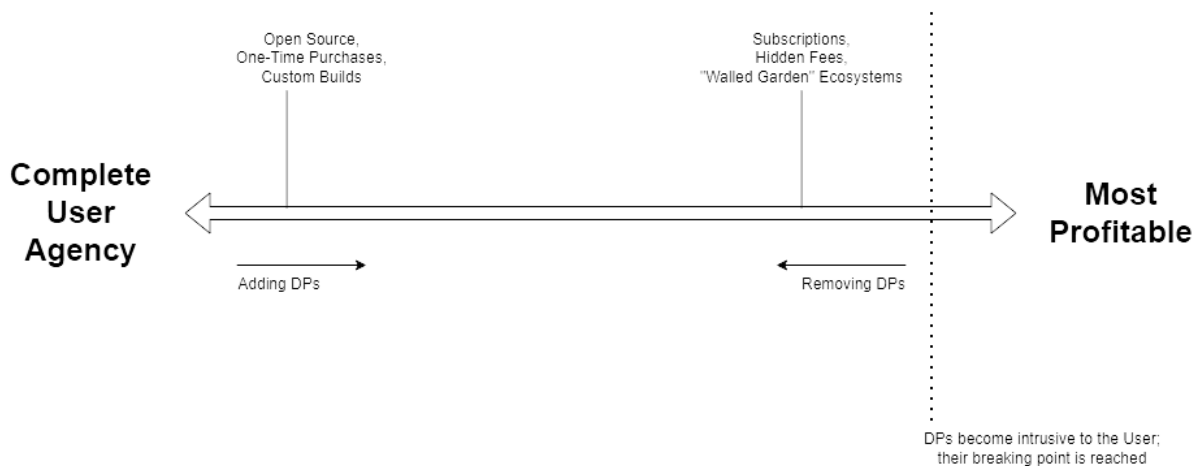 Open Source,
One-Time Purchases,
Custom Builds
Subscriptions,
Hidden Fees,
"Walled Garden" Ecosystems
Complete
User
Agency
Most
Profitable
Adding DPs
Removing DPs
DPs become intrusive to the User;
their breaking point is reached